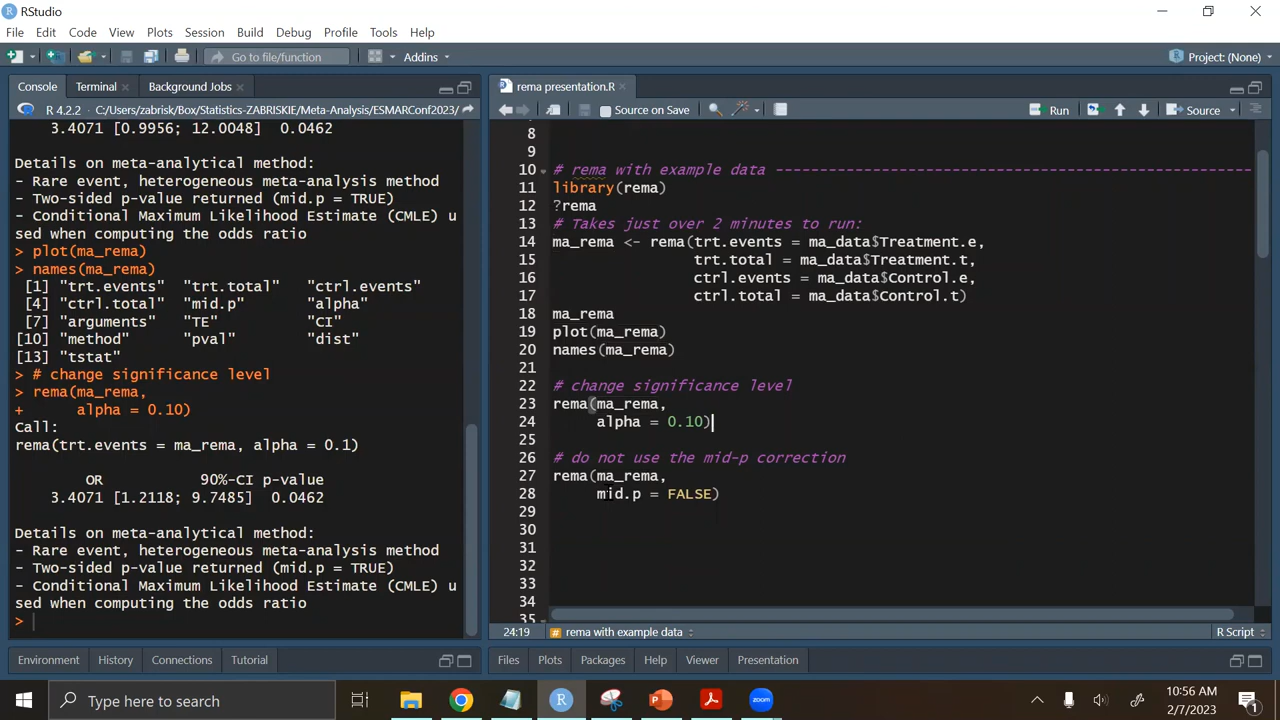 RStudio
File Edit Code View Plots Session Build Debug Profile Tools Help
Go to file/function Addins Project: (None)
Console Terminal Background Jobs
R 4.2.2 · C:/Users/zabrisk/Box/Statistics-ZABRISKIE/Meta-Analysis/ESMARConf2023/
3.4071 [0.9956; 12.0048] 0.0462
Details on meta-analytical method:
- Rare event, heterogeneous meta-analysis method
- Two-sided p-value returned (mid.p = TRUE)
- Conditional Maximum Likelihood Estimate (CMLE) u
sed when computing the odds ratio
> plot(ma_rema)
> names(ma_rema)
[1] "trt.events" "trt.total" "ctrl.events"
[4] "ctrl.total" "mid.p" "alpha"
[7] "arguments" "TE" "CI"
[10] "method" "pval" "dist"
[13] "tstat"
> # change significance level
> rema(ma_rema,
+ alpha = 0.10)
Call:
rema(trt.events = ma_rema, alpha = 0.1)
OR 90%-CI p-value
3.4071 [1.2118; 9.7485] 0.0462
Details on meta-analytical method:
- Rare event, heterogeneous meta-analysis method
- Two-sided p-value returned (mid.p = TRUE)
- Conditional Maximum Likelihood Estimate (CMLE) u
sed when computing the odds ratio
>
Environment History Connections Tutorial
rema presentation.R
Source on Save Run Source
8
9
10 # rema with example data ------------------------------------------------------
11 library(rema)
12 ?rema
13 # Takes just over 2 minutes to run:
14 ma_rema <- rema(trt.events = ma_data$Treatment.e,
15 trt.total = ma_data$Treatment.t,
16 ctrl.events = ma_data$Control.e,
17 ctrl.total = ma_data$Control.t)
18 ma_rema
19 plot(ma_rema)
20 names(ma_rema)
21
22 # change significance level
23 rema(ma_rema,
24 alpha = 0.10)
25
26 # do not use the mid-p correction
27 rema(ma_rema,
28 mid.p = FALSE)
29
30
31
32
33
34
35
24:19 # rema with example data R Script
Files Plots Packages Help Viewer Presentation
Type here to search
10:56 AM
2/7/2023
1